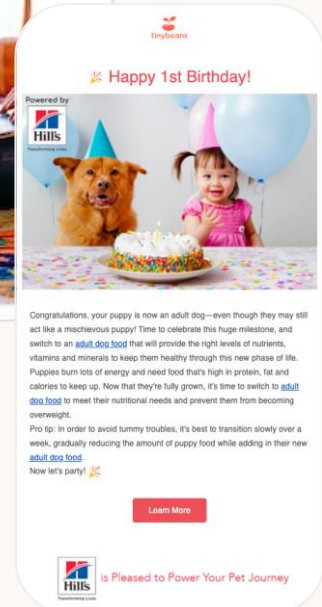 tinybeans
🎉 Happy 1st Birthday!
Powered by
Hill's
Transforming Lives
Congratulations, your puppy is now an adult dog—even though they may still
act like a mischievous puppy! Time to celebrate this huge milestone, and
switch to an adult dog food that will provide the right levels of nutrients,
vitamins and minerals to keep them healthy through this new phase of life.
Puppies burn lots of energy and need food that's high in protein, fat and
calories to keep up. Now that they're fully grown, it's time to switch to adult
dog food to meet their nutritional needs and prevent them from becoming
overweight.
Pro tip: In order to avoid tummy troubles, it's best to transition slowly over a
week, gradually reducing the amount of puppy food while adding in their new
adult dog food.
Now let's party! 🎉
Learn More
Hill's
Transforming Lives
is Pleased to Power Your Pet Journey